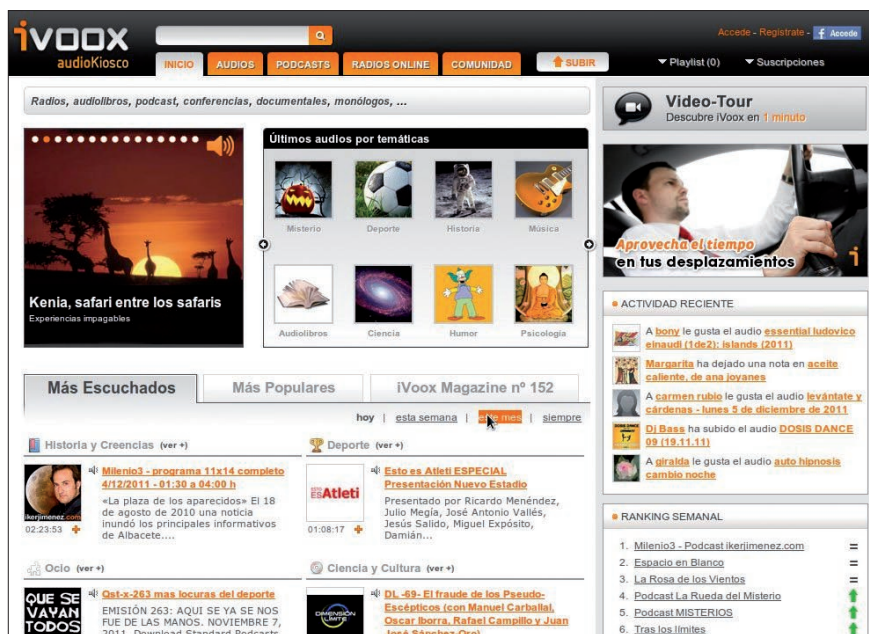 ivoox
audioKiosco
Accede - Regístrate - f Accede
INICIO AUDIOS PODCASTS RADIOS ONLINE COMUNIDAD SUBIR Playlist (0) Suscripciones
Radios, audiolibros, podcast, conferencias, documentales, monólogos, ...
Kenia, safari entre los safaris
Experiencias impagables
Últimos audios por temáticas
Misterio Deporte Historia Música
Audiolibros Ciencia Humor Psicología
Video-Tour
Descubre iVoox en 1 minuto
Aprovecha el tiempo
en tus desplazamientos
ACTIVIDAD RECIENTE
A bony le gusta el audio essential ludovico
einaudi (1de2): islands (2011)
Margarita ha dejado una nota en aceite
caliente, de ana joyanes
A carmen rubio le gusta el audio levántate y
cárdenas - lunes 5 de diciembre de 2011
Dj Bass ha subido el audio DOSIS DANCE
09 (19.11.11)
A giralda le gusta el audio auto hipnosis
cambio noche
Más Escuchados Más Populares iVoox Magazine nº 152
hoy | esta semana | este mes | siempre
Historia y Creencias (ver +)
Milenio3 - programa 11x14 completo
4/12/2011 - 01:30 a 04:00 h
«La plaza de los aparecidos» El 18
de agosto de 2010 una noticia
inundó los principales informativos
de Albacete....
ikerjimenez.com
02:23:53
Deporte (ver +)
Esto es Atleti ESPECIAL
Presentación Nuevo Estadio
Presentado por Ricardo Menéndez,
Julio Megía, José Antonio Vallés,
Jesús Salido, Miguel Expósito,
Damián...
ESTO
ESAtleti
01:08:17
Ocio (ver +)
QUE SE
VAYAN
TODOS
Qst-x-263 mas locuras del deporte
EMISIÓN 263: AQUI SE YA SE NOS
FUE DE LAS MANOS. NOVIEMBRE 7,
2011. Download Standard Podcasts
Ciencia y Cultura (ver +)
DIMENSIÓN
LÍMITE
DL -69- El fraude de los Pseudo-
Escépticos (con Manuel Carballal,
Oscar Iborra, Rafael Campillo y Juan
José Sánchez-Oro)
RANKING SEMANAL
1. Milenio3 - Podcast ikerjimenez.com =
2. Espacio en Blanco =
3. La Rosa de los Vientos =
4. Podcast La Rueda del Misterio
5. Podcast MISTERIOS
6. Tras los límites